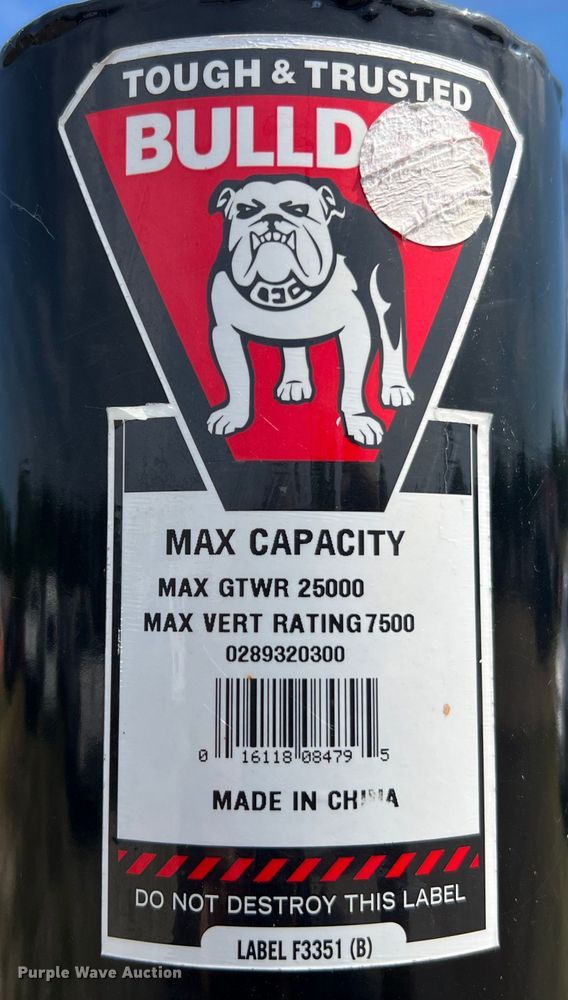 TOUGH & TRUSTED
BULLD
MAX CAPACITY
MAX GTWR 25000
MAX VERT RATING 7500
0289320300
0 16118 08479 5
MADE IN CHINA
DO NOT DESTROY THIS LABEL
LABEL F3351 (B)
Purple Wave Auction